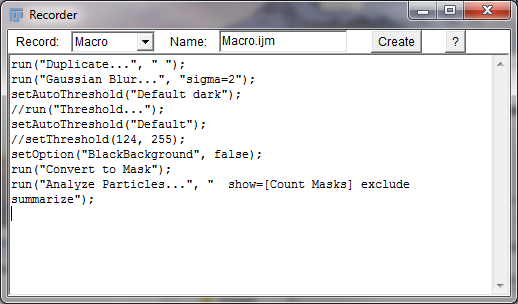 Recorder
Record: Macro Name: Macro.ijm Create ?
run("Duplicate...", " ");
run("Gaussian Blur...", "sigma=2");
setAutoThreshold("Default dark");
//run("Threshold...");
setAutoThreshold("Default");
//setThreshold(124, 255);
setOption("BlackBackground", false);
run("Convert to Mask");
run("Analyze Particles...", "  show=[Count Masks] exclude
summarize");